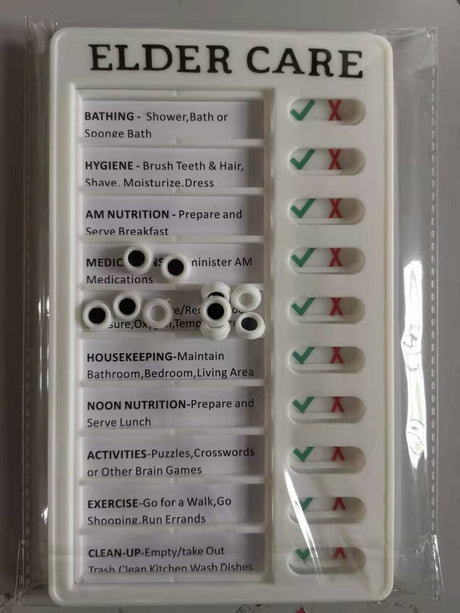 ELDER CARE
BATHING - Shower,Bath or
Sponge Bath
HYGIENE - Brush Teeth & Hair,
Shave, Moisturize,Dress
AM NUTRITION - Prepare and
Serve Breakfast
minister AM
Medications
HOUSEKEEPING-Maintain
Bathroom,Bedroom,Living Area
NOON NUTRITION-Prepare and
Serve Lunch
ACTIVITIES-Puzzles,Crosswords
or Other Brain Games
EXERCISE-Go for a Walk,Go
Shopping,Run Errands
CLEAN-UP-Empty/take Out
Trash,Clean Kitchen,Wash Dishes